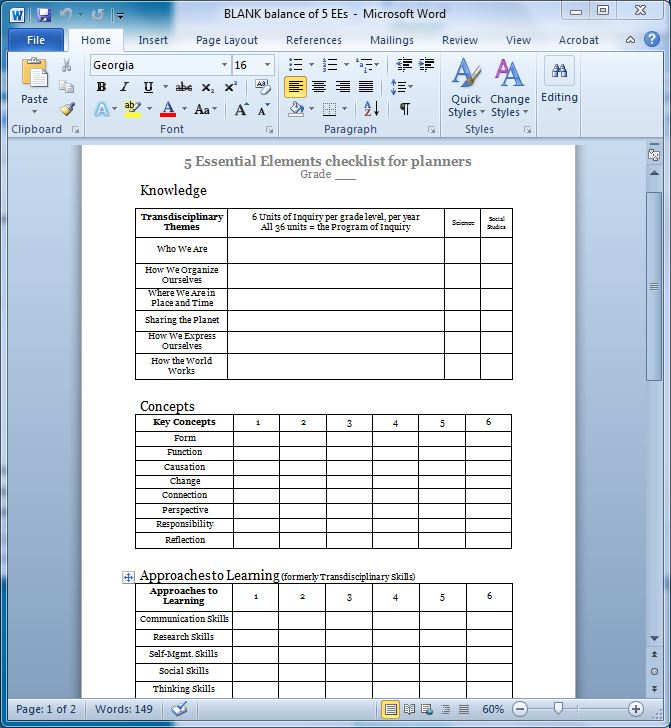 BLANK balance of 5 EEs - Microsoft Word
File Home Insert Page Layout References Mailings Review View Acrobat
Georgia 16
Paste
B I U abc X₂ X²
A ab A Aa A A
Quick Styles
Change Styles
Editing
Clipboard Font Paragraph Styles
5 Essential Elements checklist for planners
Grade ___
Knowledge
Transdisciplinary Themes
6 Units of Inquiry per grade level, per year
All 36 units = the Program of Inquiry
Science
Social Studies
Who We Are
How We Organize
Ourselves
Where We Are in
Place and Time
Sharing the Planet
How We Express
Ourselves
How the World
Works
Concepts
Key Concepts 1 2 3 4 5 6
Form
Function
Causation
Change
Connection
Perspective
Responsibility
Reflection
Approaches to Learning (formerly Transdisciplinary Skills)
Approaches to Learning 1 2 3 4 5 6
Communication Skills
Research Skills
Self-Mgmt. Skills
Social Skills
Thinking Skills
Page: 1 of 2 Words: 149 60%